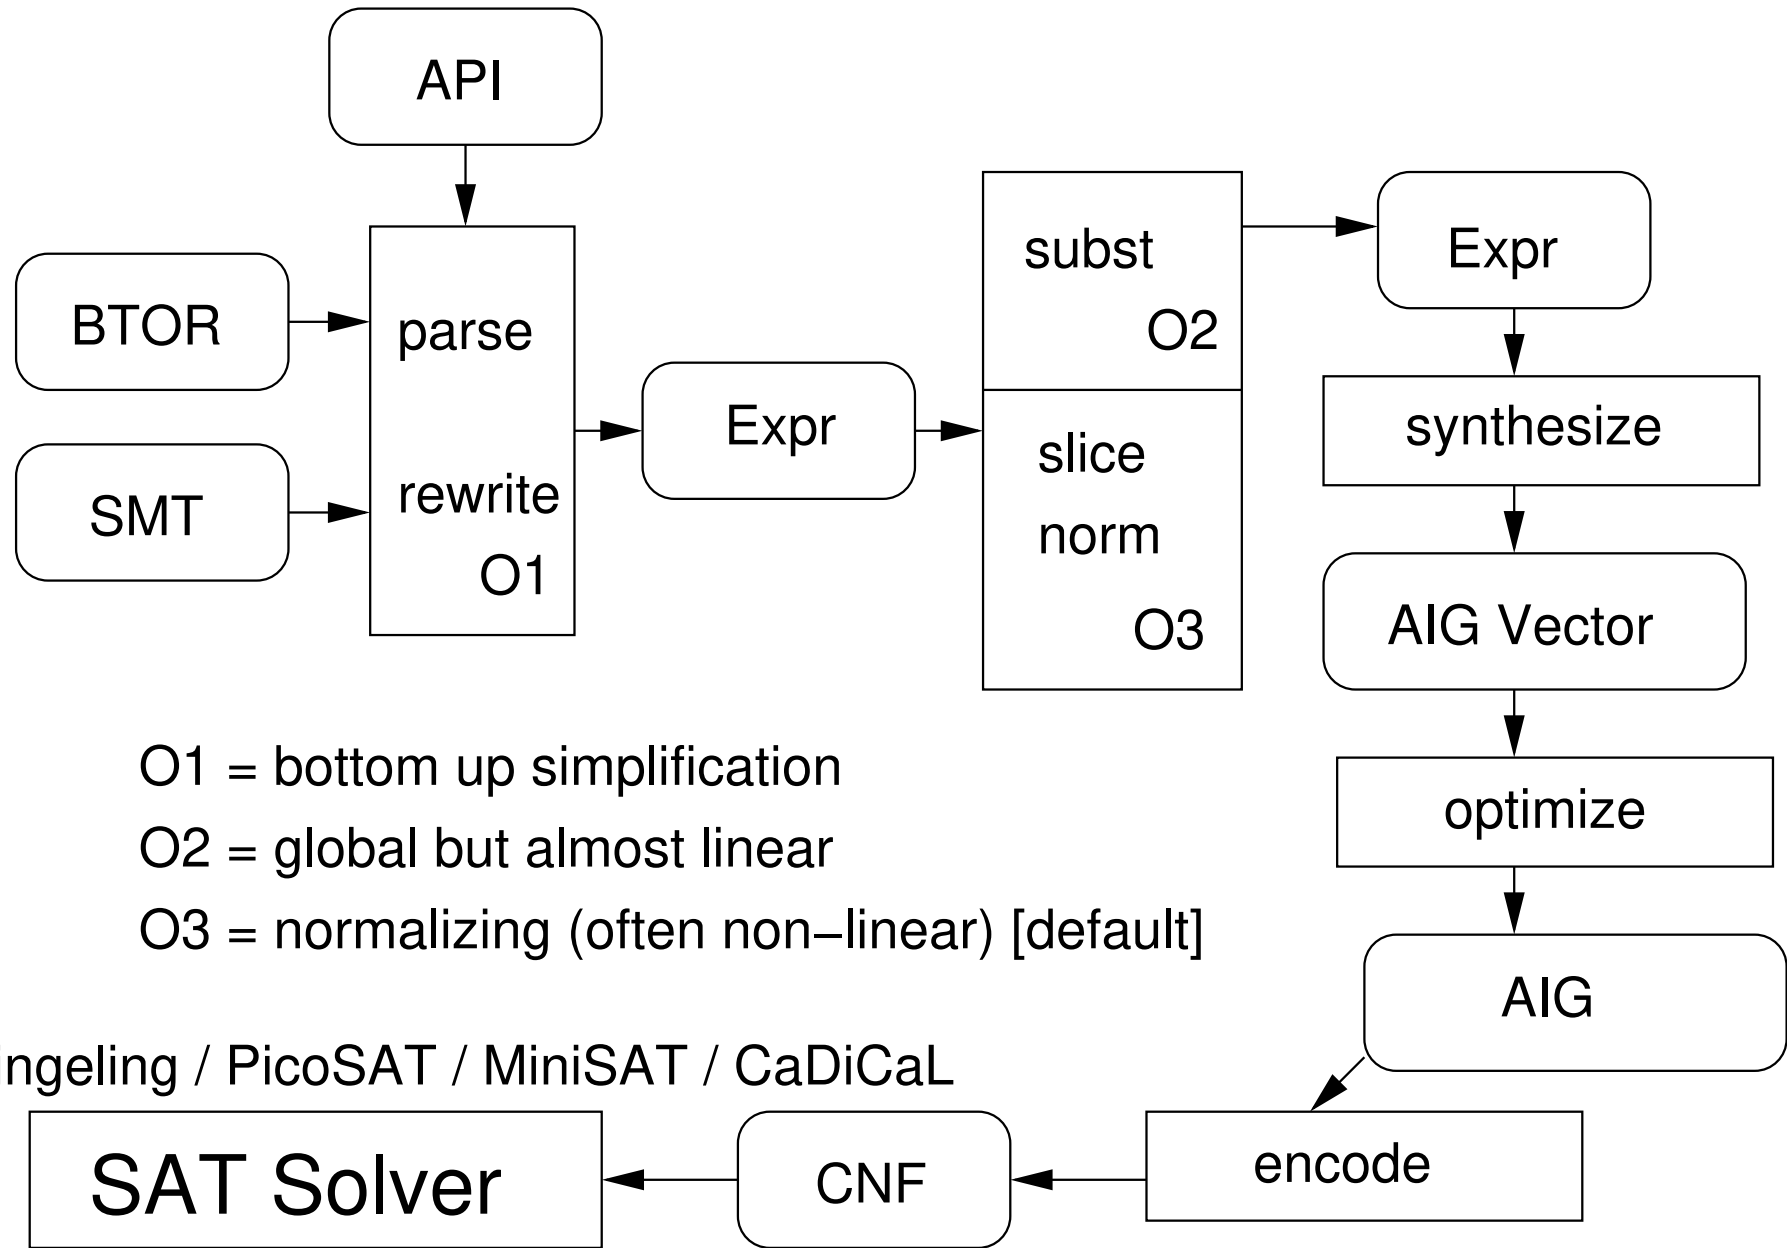 API
BTOR
SMT
parse
rewrite
O1
Expr
subst
O2
slice
norm
O3
Expr
synthesize
AIG Vector
optimize
AIG
O1 = bottom up simplification
O2 = global but almost linear
O3 = normalizing (often non–linear) [default]
ingeling / PicoSAT / MiniSAT / CaDiCaL
SAT Solver
CNF
encode